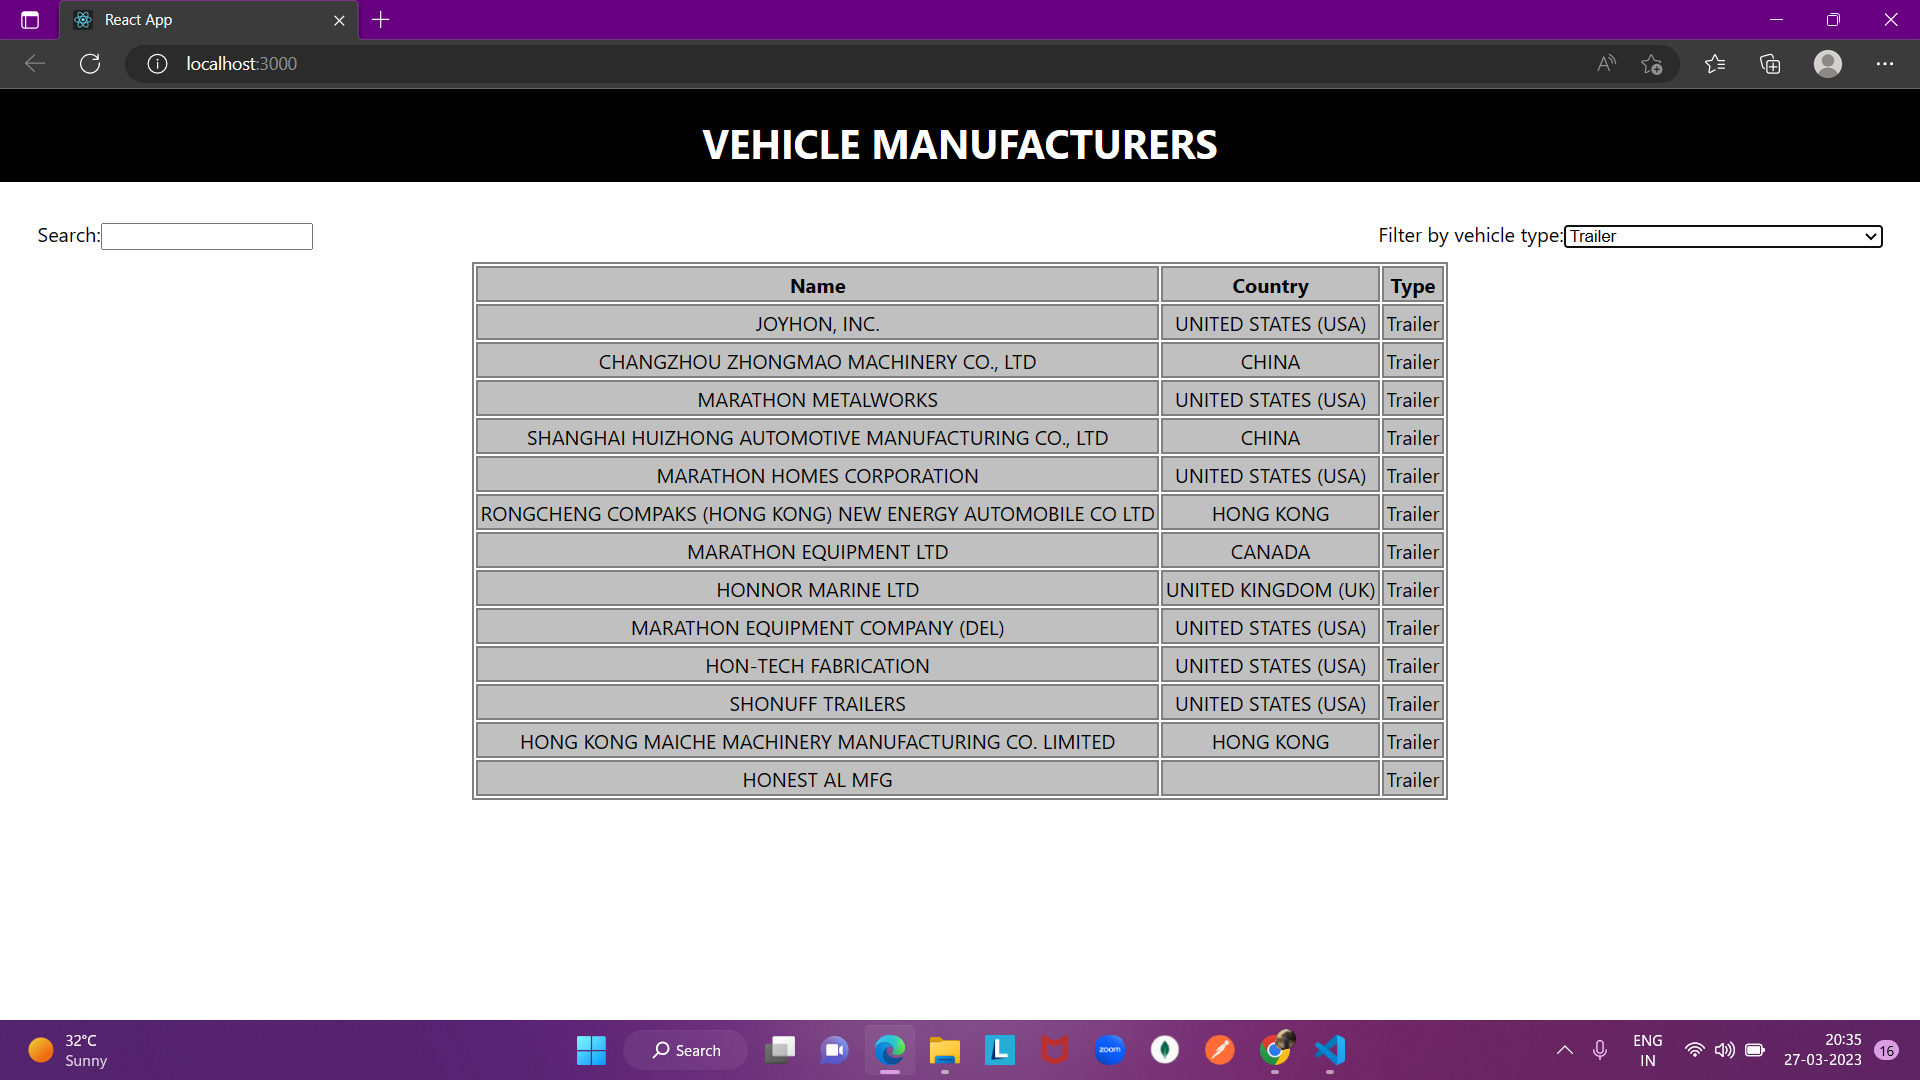 React App
localhost:3000
VEHICLE MANUFACTURERS
Search:
Filter by vehicle type: Trailer
Name Country Type
JOYHON, INC. UNITED STATES (USA) Trailer
CHANGZHOU ZHONGMAO MACHINERY CO., LTD CHINA Trailer
MARATHON METALWORKS UNITED STATES (USA) Trailer
SHANGHAI HUIZHONG AUTOMOTIVE MANUFACTURING CO., LTD CHINA Trailer
MARATHON HOMES CORPORATION UNITED STATES (USA) Trailer
RONGCHENG COMPAKS (HONG KONG) NEW ENERGY AUTOMOBILE CO LTD HONG KONG Trailer
MARATHON EQUIPMENT LTD CANADA Trailer
HONNOR MARINE LTD UNITED KINGDOM (UK) Trailer
MARATHON EQUIPMENT COMPANY (DEL) UNITED STATES (USA) Trailer
HON-TECH FABRICATION UNITED STATES (USA) Trailer
SHONUFF TRAILERS UNITED STATES (USA) Trailer
HONG KONG MAICHE MACHINERY MANUFACTURING CO. LIMITED HONG KONG Trailer
HONEST AL MFG Trailer
32°C
Sunny
Search
L
zoom
ENG
IN
20:35
27-03-2023
16